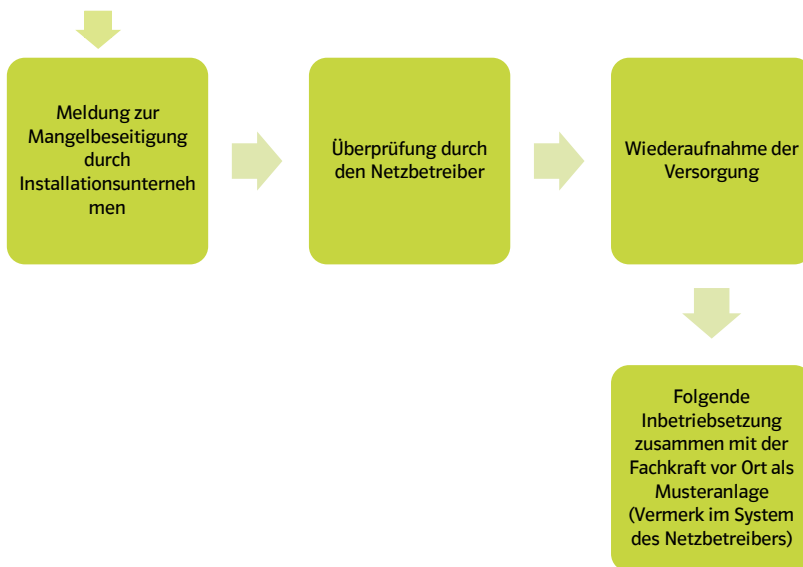 Meldung zur
Mangelbeseitigung
durch
Installationsunterneh
men
Überprüfung durch
den Netzbetreiber
Wiederaufnahme der
Versorgung
Folgende
Inbetriebsetzung
zusammen mit der
Fachkraft vor Ort als
Musteranlage
(Vermerk im System
des Netzbetreibers)